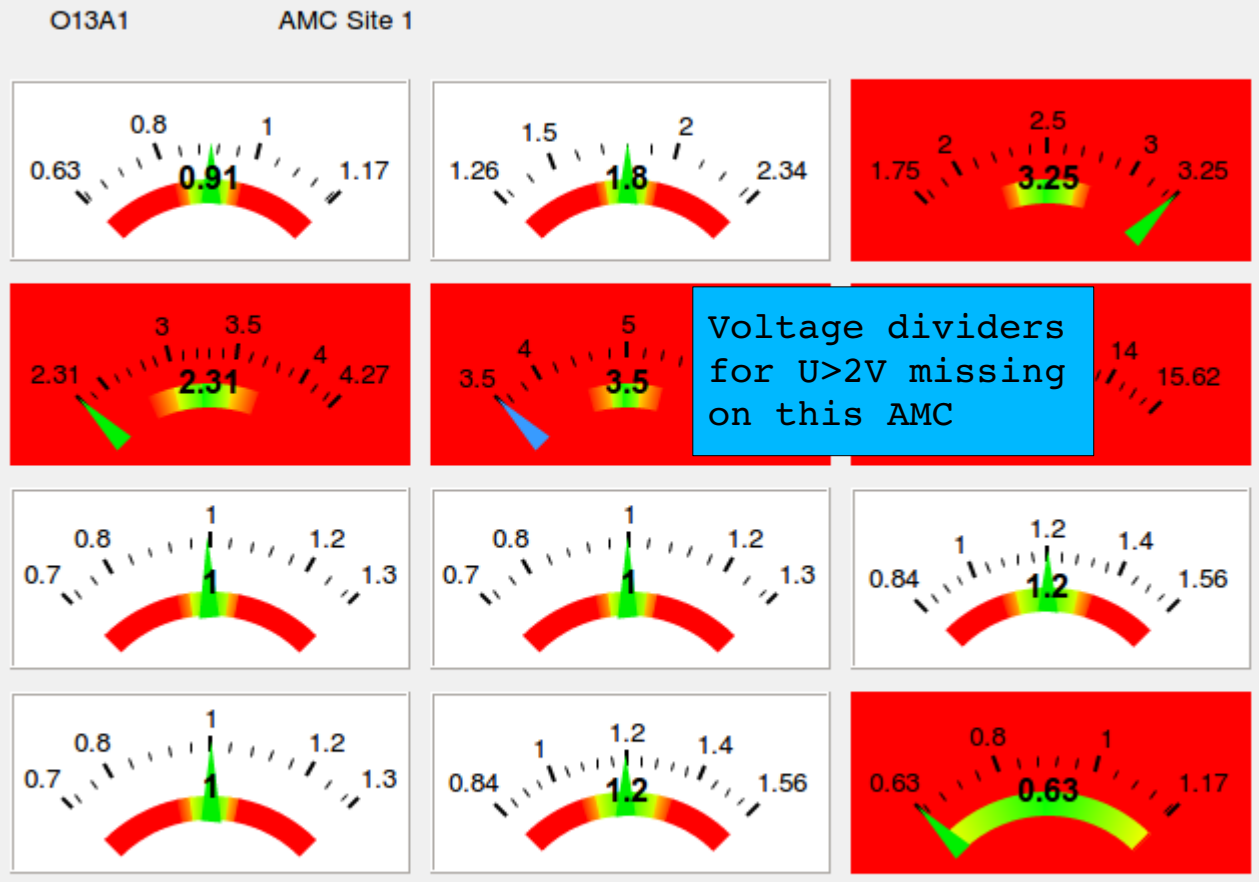 O13A1 AMC Site 1
0.63 0.8 1 1.17 0.91
1.26 1.5 2 2.34 1.8
1.75 2 2.5 3 3.25 3.25
2.31 3 3.5 4 4.27 2.31
3.5 4 5 3.5
14 15.62
Voltage dividers
for U>2V missing
on this AMC
0.7 0.8 1 1.2 1.3 1
0.7 0.8 1 1.2 1.3 1
0.84 1 1.2 1.4 1.56 1.2
0.7 0.8 1 1.2 1.3 1
0.84 1 1.2 1.4 1.56 1.2
0.63 0.8 1 1.17 0.63